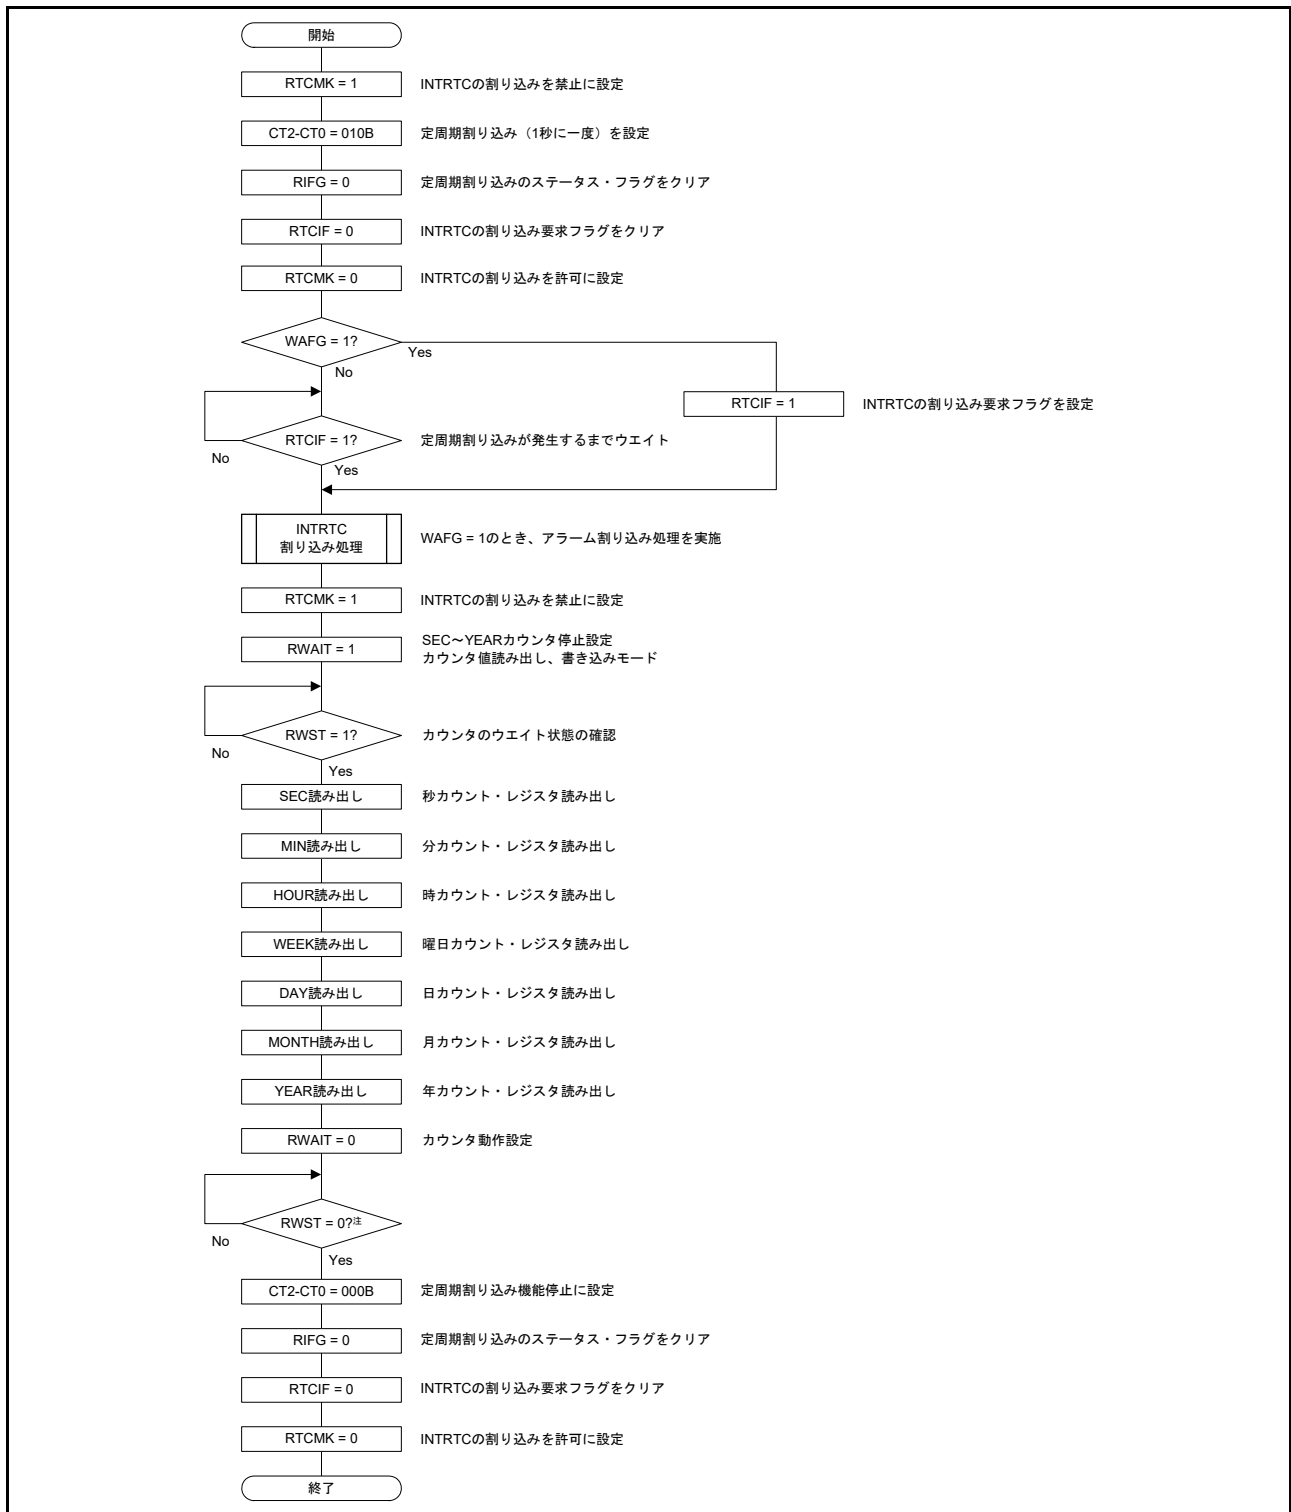 開始
RTCMK = 1
INTRTCの割り込みを禁止に設定
CT2-CT0 = 010B
定周期割り込み（1秒に一度）を設定
RIFG = 0
定周期割り込みのステータス・フラグをクリア
RTCIF = 0
INTRTCの割り込み要求フラグをクリア
RTCMK = 0
INTRTCの割り込みを許可に設定
WAFG = 1?
Yes
No
RTCIF = 1
INTRTCの割り込み要求フラグを設定
RTCIF = 1?
定周期割り込みが発生するまでウエイト
No
Yes
INTRTC
割り込み処理
WAFG = 1のとき、アラーム割り込み処理を実施
RTCMK = 1
INTRTCの割り込みを禁止に設定
RWAIT = 1
SEC～YEARカウンタ停止設定
カウンタ値読み出し、書き込みモード
RWST = 1?
カウンタのウエイト状態の確認
No
Yes
SEC読み出し
秒カウント・レジスタ読み出し
MIN読み出し
分カウント・レジスタ読み出し
HOUR読み出し
時カウント・レジスタ読み出し
WEEK読み出し
曜日カウント・レジスタ読み出し
DAY読み出し
日カウント・レジスタ読み出し
MONTH読み出し
月カウント・レジスタ読み出し
YEAR読み出し
年カウント・レジスタ読み出し
RWAIT = 0
カウンタ動作設定
RWST = 0?注
No
Yes
CT2-CT0 = 000B
定周期割り込み機能停止に設定
RIFG = 0
定周期割り込みのステータス・フラグをクリア
RTCIF = 0
INTRTCの割り込み要求フラグをクリア
RTCMK = 0
INTRTCの割り込みを許可に設定
終了